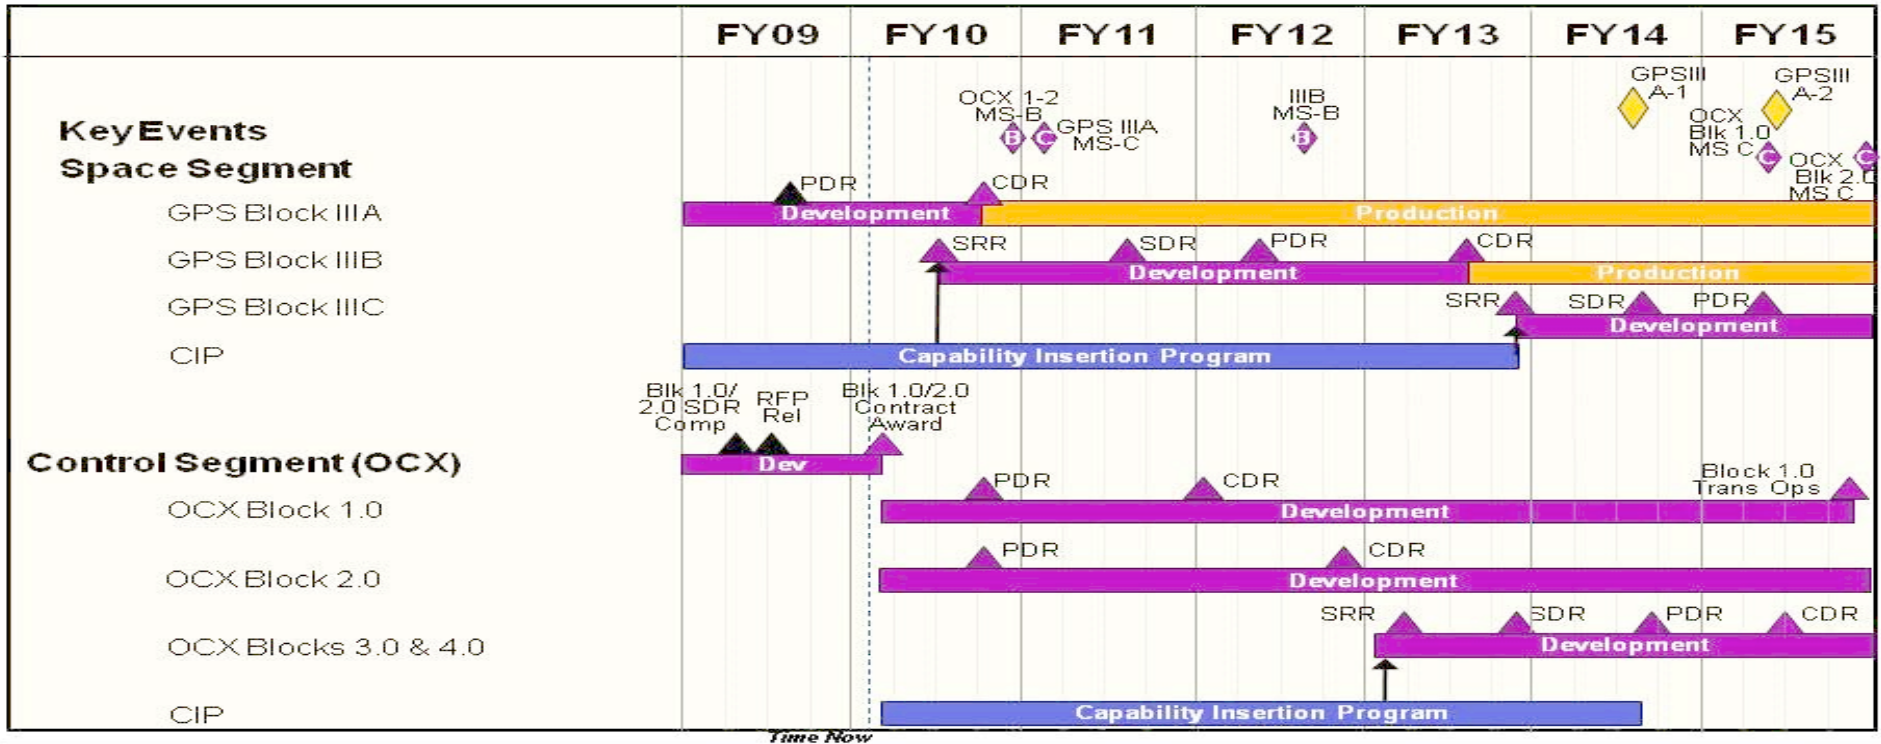 FY09 FY10 FY11 FY12 FY13 FY14 FY15
GPSIII
A-1
GPSIII
A-2
OCX 1-2
MS-B
B
C
GPS IIIA
MS-C
IIIB
MS-B
B
OCX
Blk 1.0
MS C
C
OCX
Blk 2.0
MS C
C
Key Events
Space Segment
PDR
CDR
GPS Block IIIA
Development
Production
SRR
SDR
PDR
CDR
GPS Block IIIB
Development
Production
SRR
SDR
PDR
GPS Block IIIC
Development
CIP
Capability Insertion Program
Blk 1.0/
2.0 SDR
Comp
RFP
Rel
Blk 1.0/2.0
Contract
Award
Control Segment (OCX)
Dev
PDR
CDR
Block 1.0
Trans Ops
OCX Block 1.0
Development
PDR
CDR
OCX Block 2.0
Development
SRR
SDR
PDR
CDR
OCX Blocks 3.0 & 4.0
Development
CIP
Capability Insertion Program
Time Now